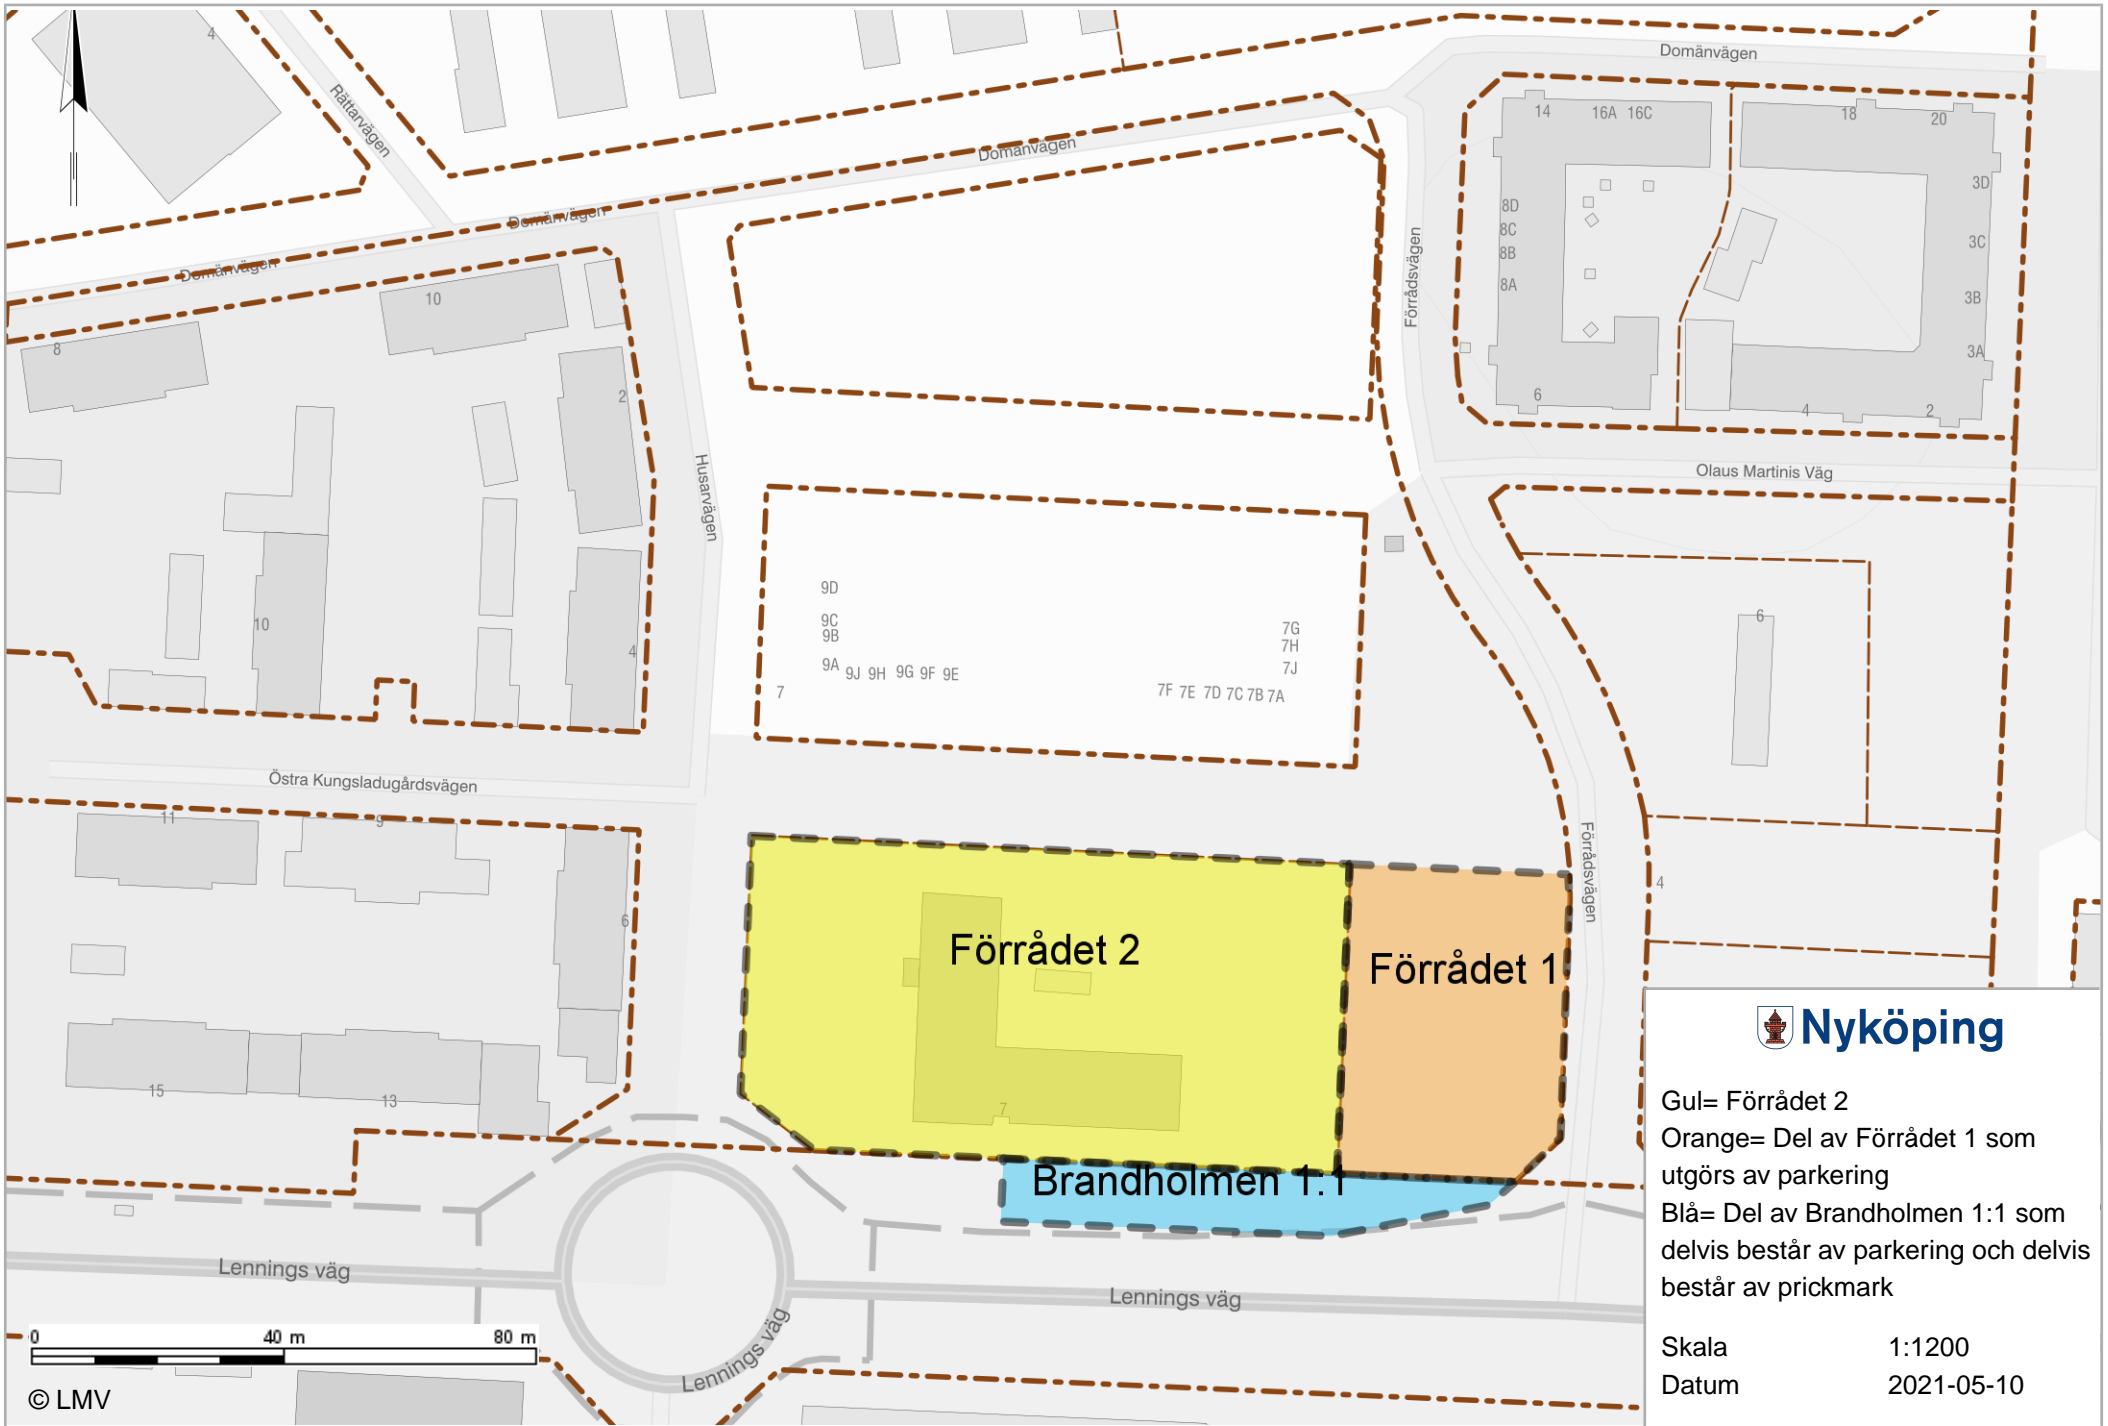 4
Rättarvägen
Domänvägen
Domänvägen
Domänvägen
Domänvägen
14 16A 16C 18 20
3D
8D
8C
8B
8A
3C
3B
3A
6 4 2
Förrådsvägen
Olaus Martinis Väg
10
8
2
Husarvägen
10
4
9D
9C
9B
9A 9J 9H 9G 9F 9E
7
7G
7H
7J
7F 7E 7D 7C 7B 7A
6
Östra Kungsladugårdsvägen
11 9
6
15 13
Förrådsvägen
4
Förrådet 2
Förrådet 1
7
Brandholmen 1:1
Lennings väg
Lennings väg
Lennings väg
0 40 m 80 m
© LMV
Nyköping
Gul= Förrådet 2
Orange= Del av Förrådet 1 som
utgörs av parkering
Blå= Del av Brandholmen 1:1 som
delvis består av parkering och delvis
består av prickmark
Skala 1:1200
Datum 2021-05-10